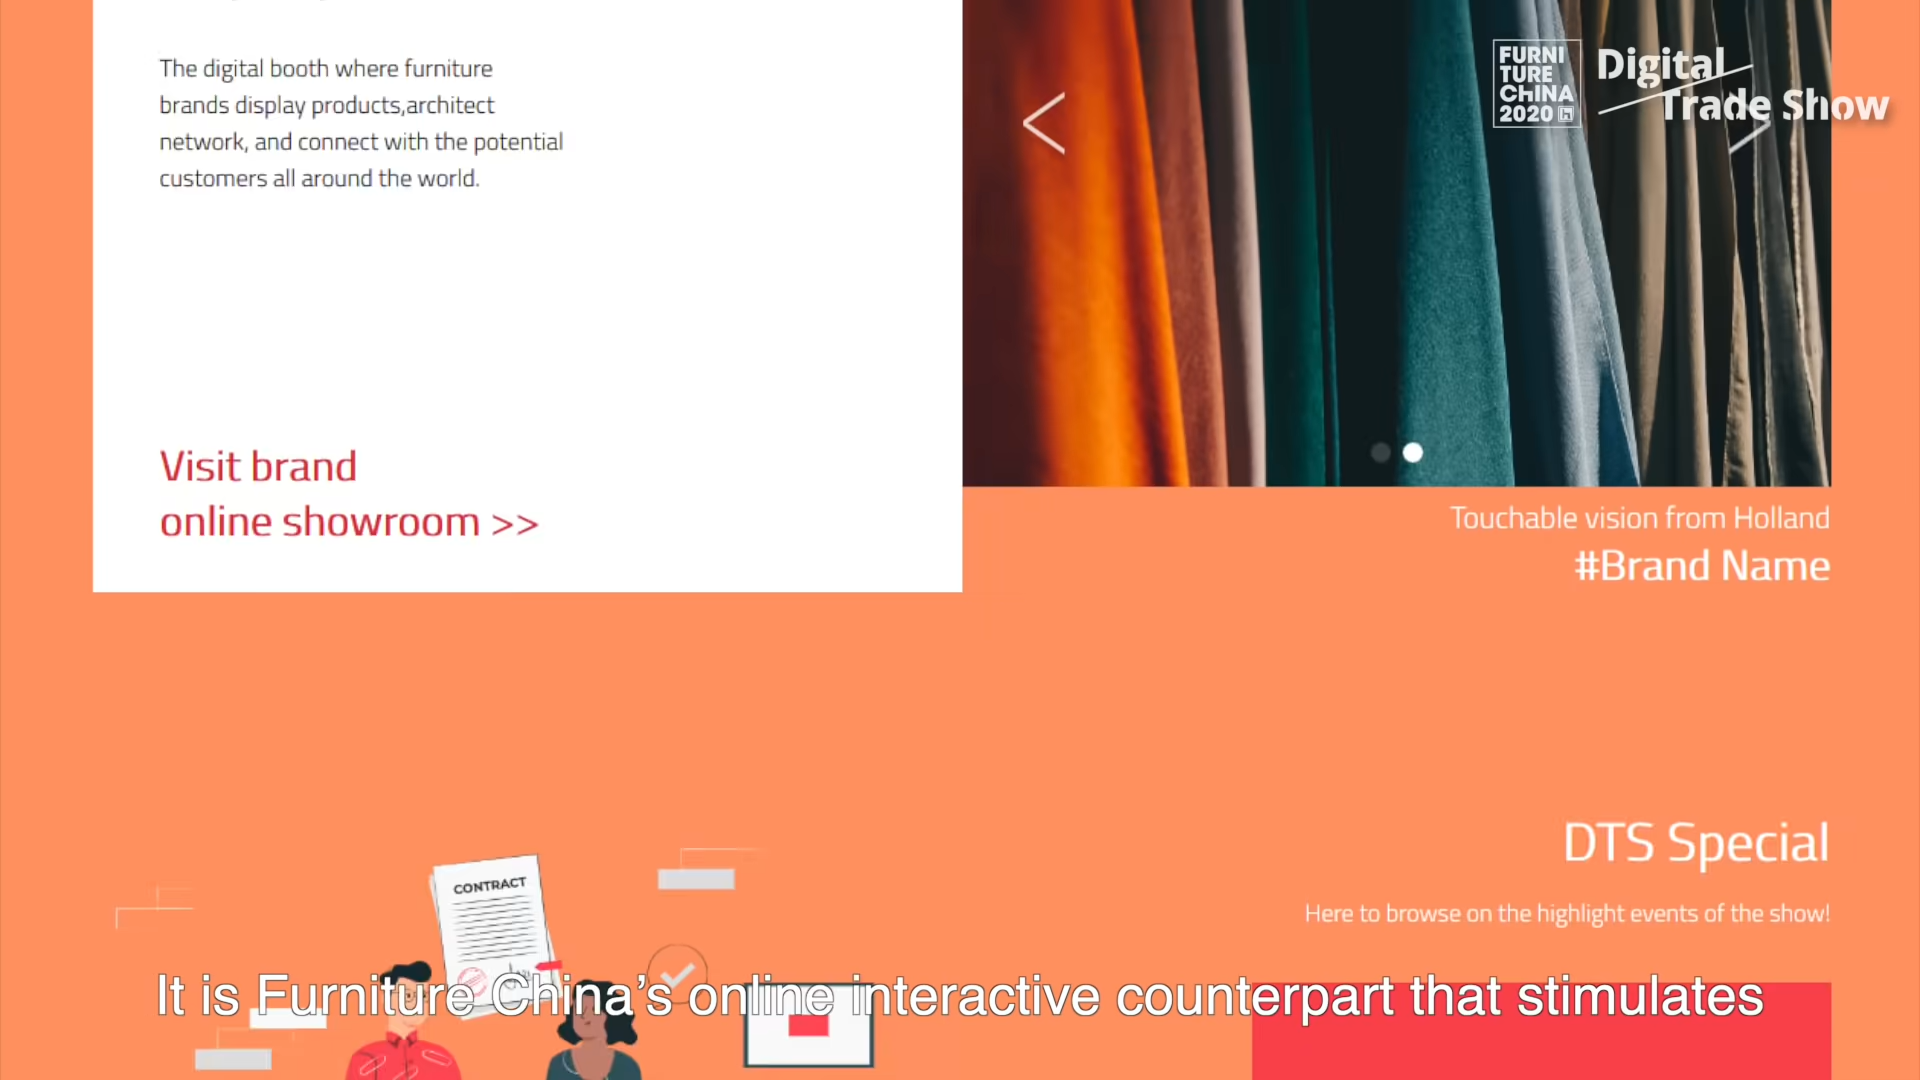 The digital booth where furniture
brands display products,architect
network, and connect with the potential
customers all around the world.
Visit brand
online showroom >>
FURNI
TURE
CHINA
2020
Digital
Trade Show
Touchable vision from Holland
#Brand Name
DTS Special
Here to browse on the highlight events of the show!
CONTRACT
It is Furniture China’s online interactive counterpart that stimulates